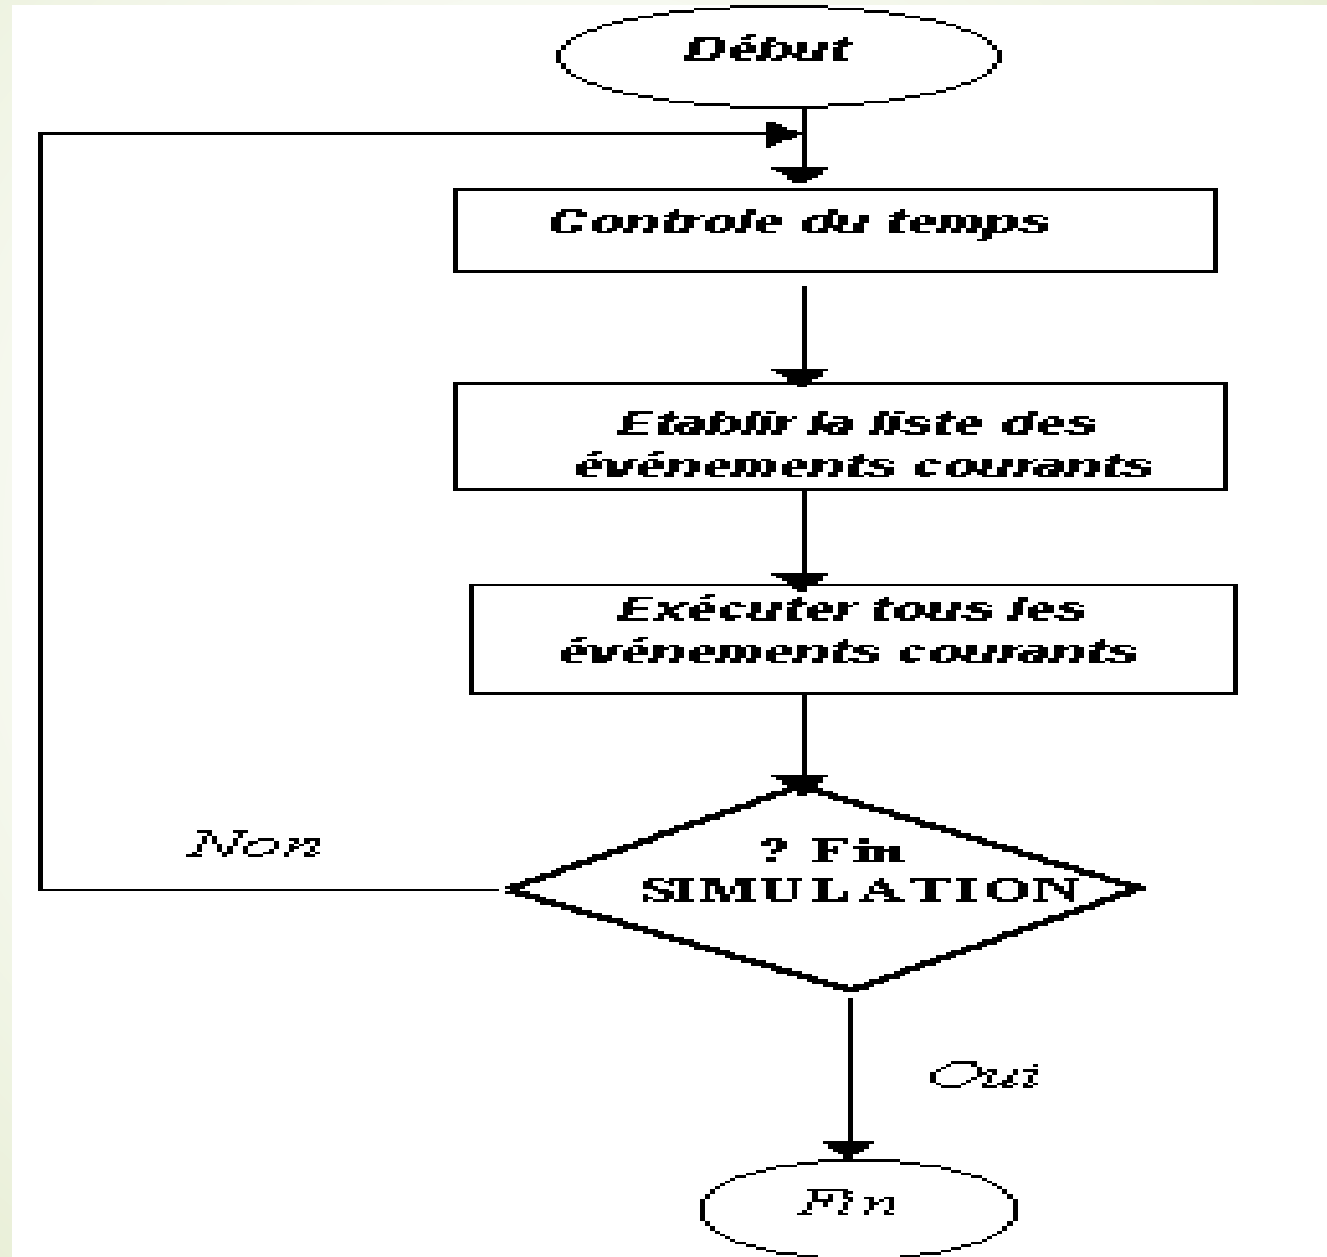 Début
Controle du temps
Etablir la liste des
événements courants
Exécuter tous les
événements courants
? Fin
SIMULATION
Non
Oui
Fin